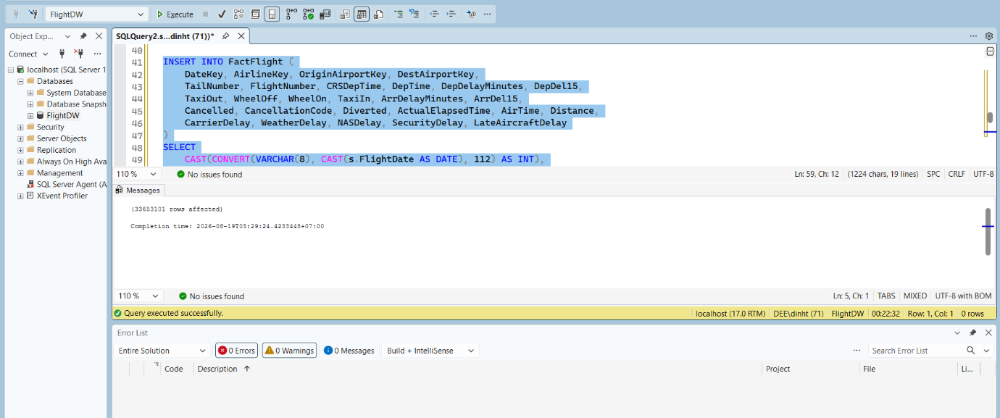 FlightDW
Execute
Object Exp...
SQLQuery2.s...dinht (71))*
Connect
localhost (SQL Server 1
Databases
System Database
Database Snapsh
FlightDW
Security
Server Objects
Replication
Always On High Ava
Management
SQL Server Agent (A
XEvent Profiler
40
41 INSERT INTO FactFlight (
42 DateKey, AirlineKey, OriginAirportKey, DestAirportKey,
43 TailNumber, FlightNumber, CRSDepTime, DepTime, DepDelayMinutes, DepDel15,
44 TaxiOut, WheelOff, WheelOn, TaxiIn, ArrDelayMinutes, ArrDel15,
45 Cancelled, CancellationCode, Diverted, ActualElapsedTime, AirTime, Distance,
46 CarrierDelay, WeatherDelay, NASDelay, SecurityDelay, LateAircraftDelay
47 )
48 SELECT
49 CAST(CONVERT(VARCHAR(8), CAST(s.FlightDate AS DATE), 112) AS INT),
110 % No issues found Ln: 59, Ch: 12 (1224 chars, 19 lines) SPC CRLF UTF-8
Messages
(33653101 rows affected)
Completion time: 2026-08-19T05:29:24.4233448+07:00
110 % No issues found Ln: 5, Ch: 1 TABS MIXED UTF-8 with BOM
Query executed successfully. localhost (17.0 RTM) DEE\dinht (71) FlightDW 00:22:32 Row: 1, Col: 1 0 rows
Error List
Entire Solution 0 Errors 0 Warnings 0 Messages Build + IntelliSense Search Error List
Code Description Project File Li...